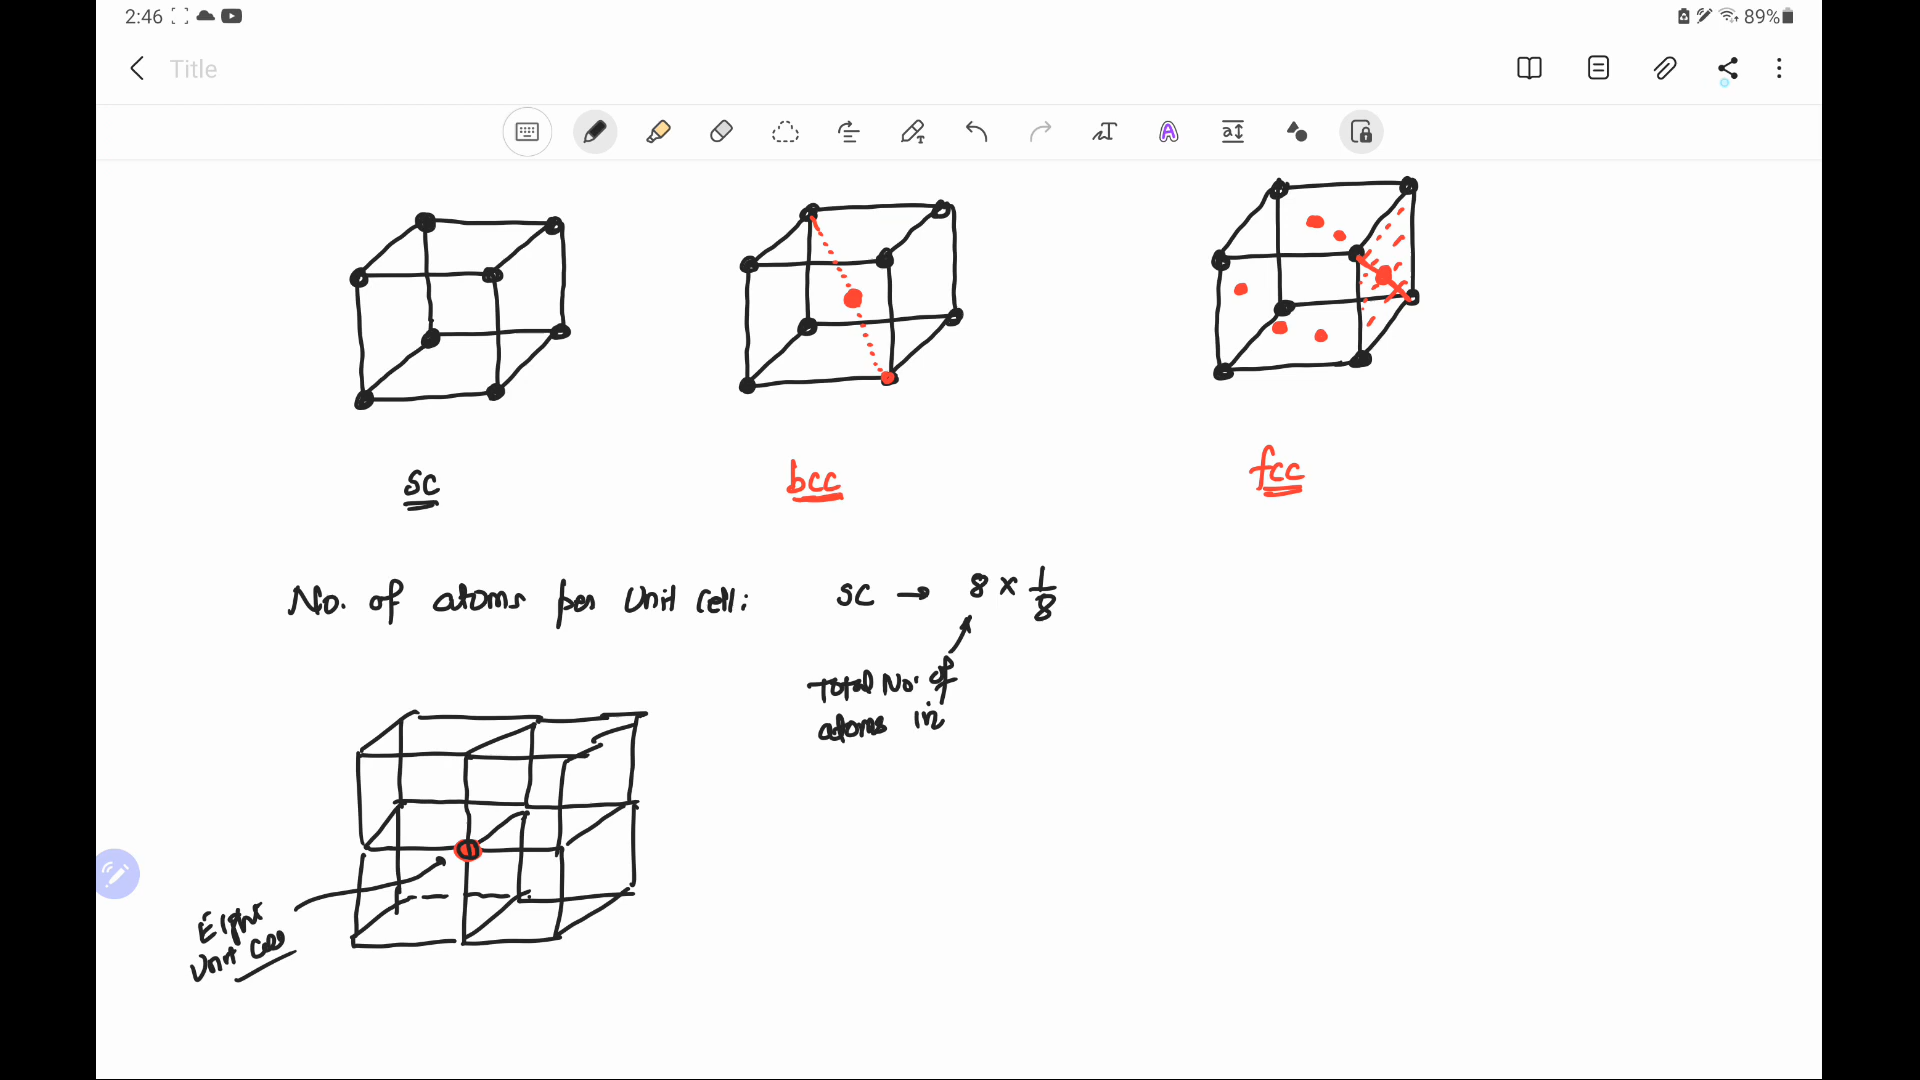 2:46
89%
Title
sc
bcc
fcc
No. of atoms per Unit cell: SC → 8 × 1/8
Total No. of
atoms in
Eight
Unit